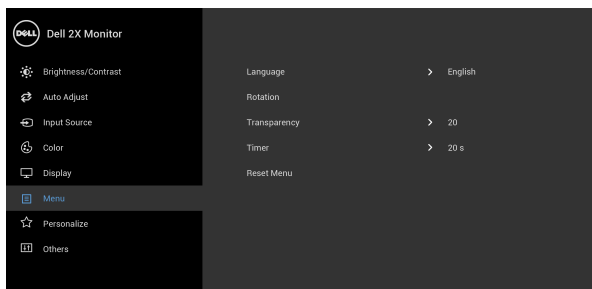 DELL
Dell 2X Monitor
Brightness/Contrast
Auto Adjust
Input Source
Color
Display
Menu
Personalize
Others
Language > English
Rotation
Transparency > 20
Timer > 20 s
Reset Menu